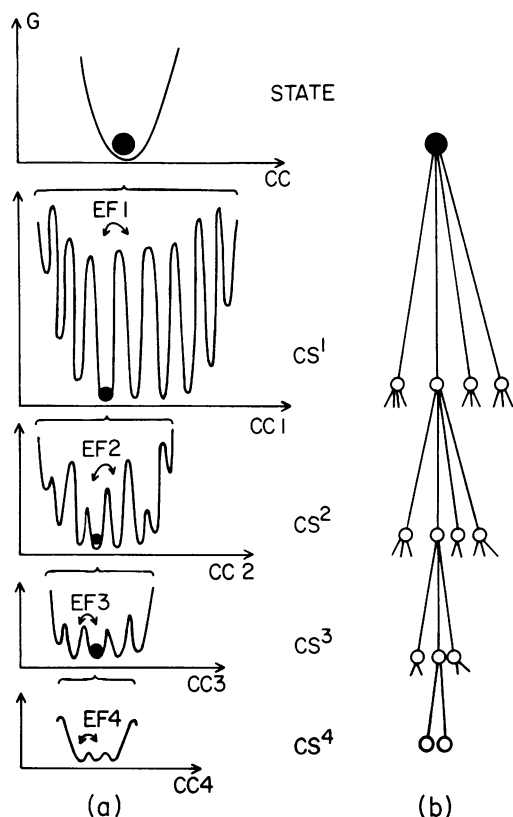 G
STATE
CC
EF1
CS¹
CC1
EF2
CS²
CC2
EF3
CS³
CC3
EF4
CS⁴
CC4
(a)
(b)